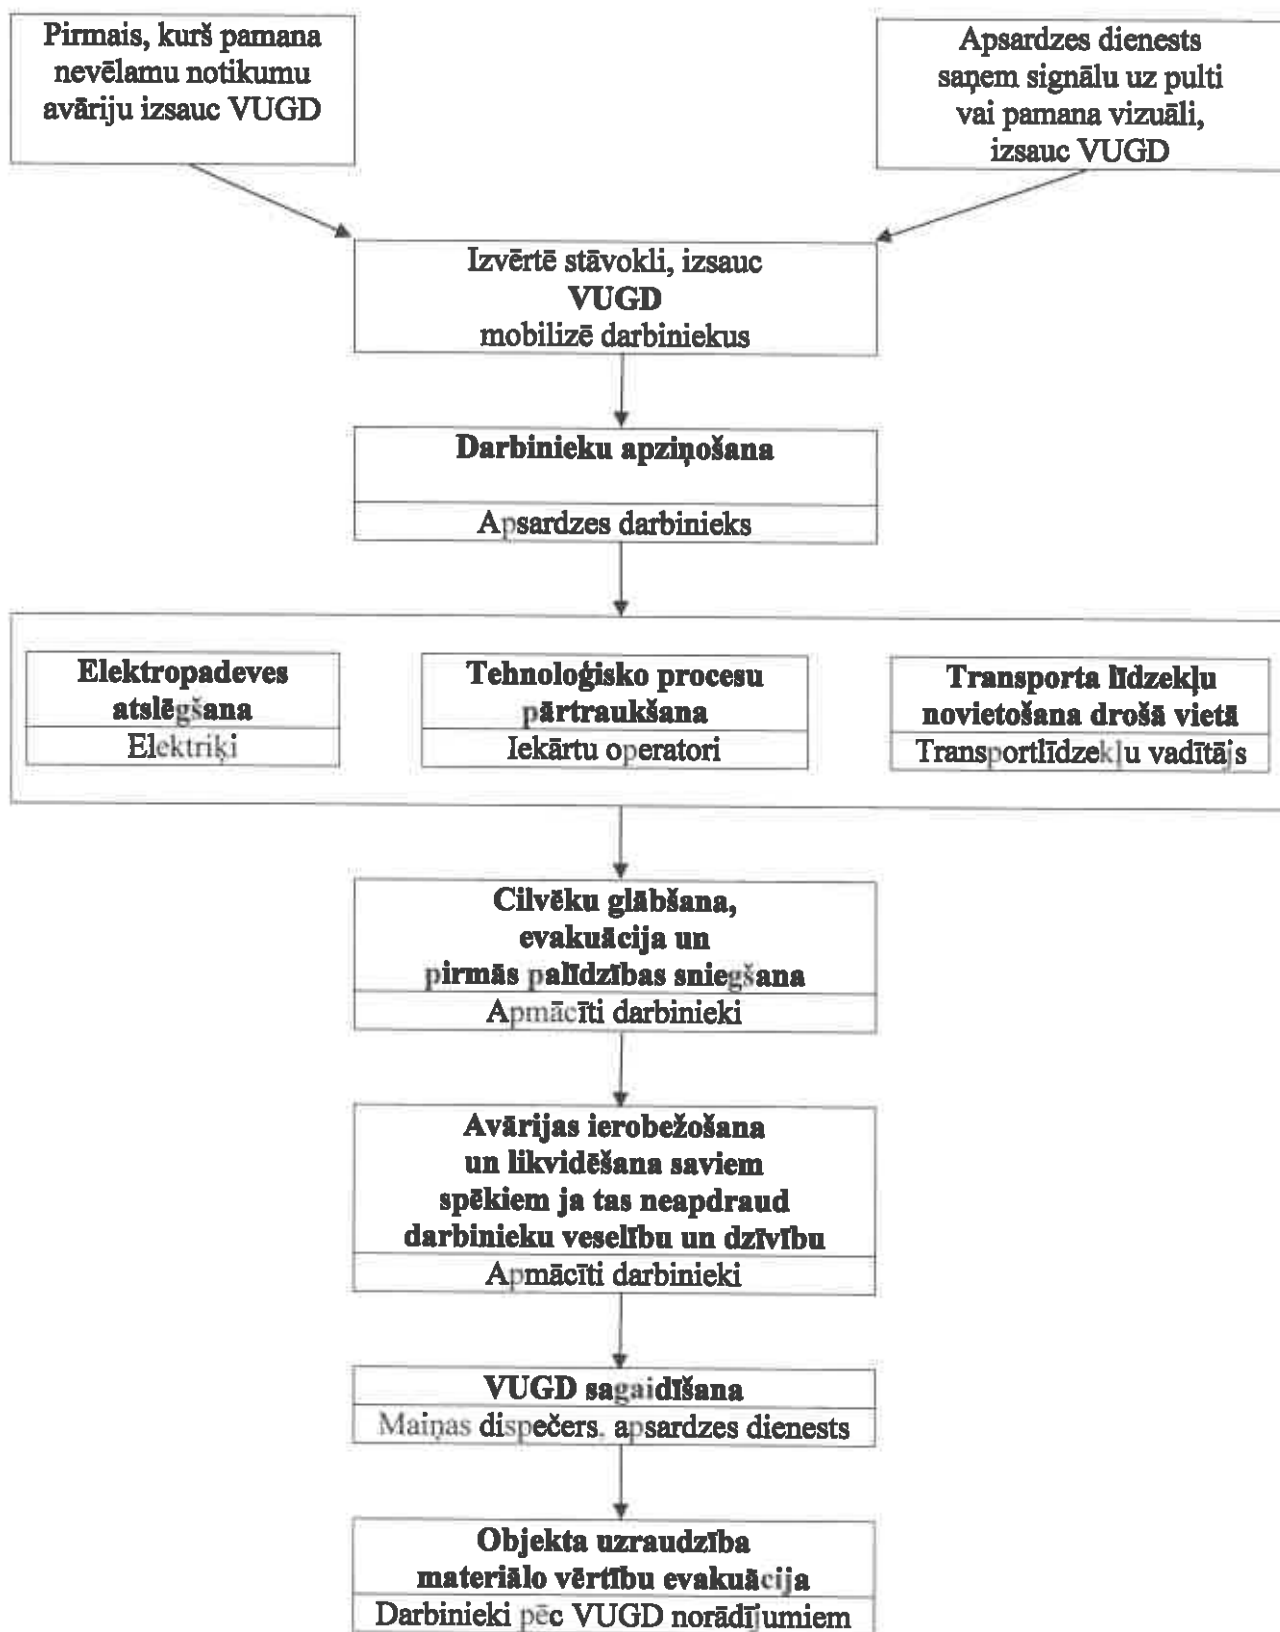 Pirmais, kurš pamana
nevēlamu notikumu
avāriju izsauc VUGD
Apsardzes dienests
saņem signālu uz pulti
vai pamana vizuāli,
izsauc VUGD
Izvērtē stāvokli, izsauc
VUGD
mobilizē darbiniekus
Darbinieku apziņošana
Apsardzes darbinieks
Elektropadeves
atslēgšana
Elektriķi
Tehnoloģisko procesu
pārtraukšana
Iekārtu operatori
Transporta līdzekļu
novietošana drošā vietā
Transportlīdzekļu vadītājs
Cilvēku glābšana,
evakuācija un
pirmās palīdzības sniegšana
Apmācīti darbinieki
Avārijas ierobežošana
un likvidēšana saviem
spēkiem ja tas neapdraud
darbinieku veselību un dzīvību
Apmācīti darbinieki
VUGD sagaidīšana
Maiņas dispečers, apsardzes dienests
Objekta uzraudzība
materiālo vērtību evakuācija
Darbinieki pēc VUGD norādījumiem